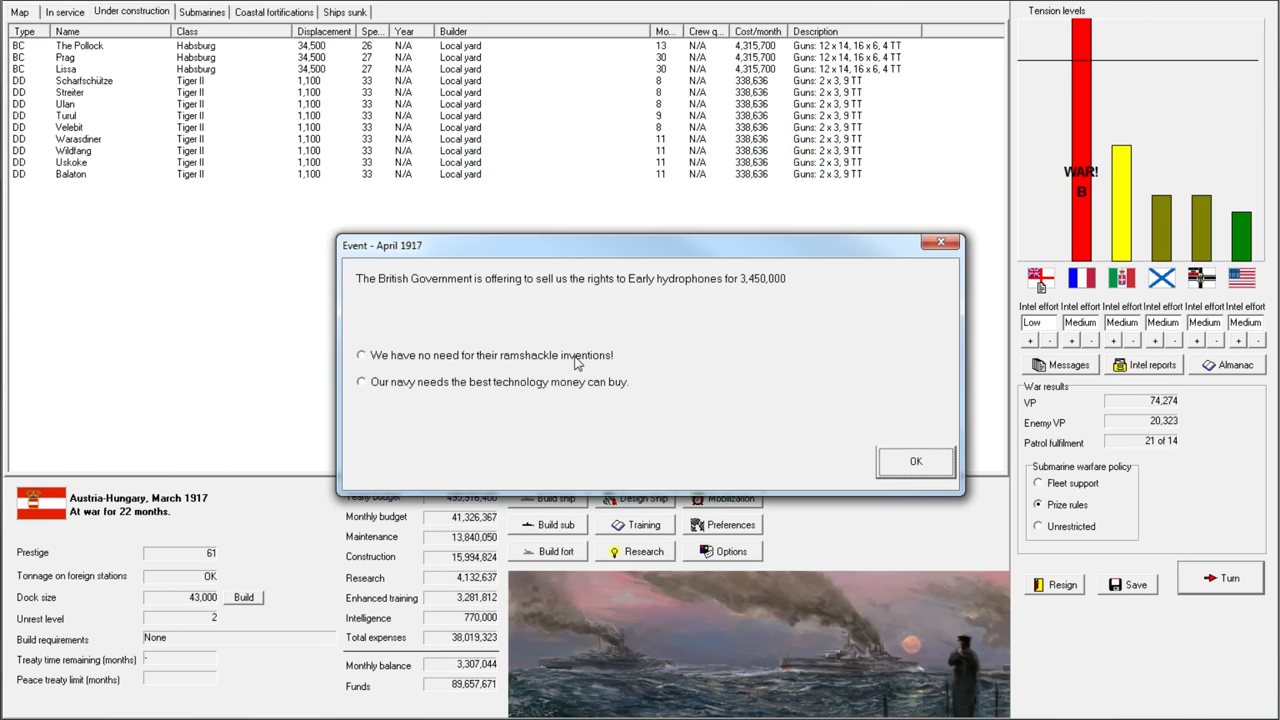 Map In service Under construction Submarines Coastal fortifications Ships sunk
Type Name Class Displacement Spe... Year Builder Mo... Crew q... Cost/month Description
BC The Pollock Habsburg 34,500 26 N/A Local yard 13 N/A 4,315,700 Guns: 12 x 14, 16 x 6, 4 TT
BC Prag Habsburg 34,500 27 N/A Local yard 30 N/A 4,315,700 Guns: 12 x 14, 16 x 6, 4 TT
BC Lissa Habsburg 34,500 27 N/A Local yard 30 N/A 4,315,700 Guns: 12 x 14, 16 x 6, 4 TT
DD Scharfschütze Tiger II 1,100 33 N/A Local yard 8 N/A 338,636 Guns: 2 x 3, 9 TT
DD Streiter Tiger II 1,100 33 N/A Local yard 8 N/A 338,636 Guns: 2 x 3, 9 TT
DD Ulan Tiger II 1,100 33 N/A Local yard 8 N/A 338,636 Guns: 2 x 3, 9 TT
DD Turul Tiger II 1,100 33 N/A Local yard 9 N/A 338,636 Guns: 2 x 3, 9 TT
DD Velebit Tiger II 1,100 33 N/A Local yard 8 N/A 338,636 Guns: 2 x 3, 9 TT
DD Warasdiner Tiger II 1,100 33 N/A Local yard 11 N/A 338,636 Guns: 2 x 3, 9 TT
DD Wildfang Tiger II 1,100 33 N/A Local yard 11 N/A 338,636 Guns: 2 x 3, 9 TT
DD Uskoke Tiger II 1,100 33 N/A Local yard 11 N/A 338,636 Guns: 2 x 3, 9 TT
DD Balaton Tiger II 1,100 33 N/A Local yard 11 N/A 338,636 Guns: 2 x 3, 9 TT
Event - April 1917
The British Government is offering to sell us the rights to Early hydrophones for 3,450,000
We have no need for their ramshackle inventions!
Our navy needs the best technology money can buy.
OK
Austria-Hungary, March 1917
At war for 22 months.
Prestige 61
Tonnage on foreign stations OK
Dock size 43,000 Build
Unrest level 2
Build requirements None
Treaty time remaining (months) -
Peace treaty limit (months)
Yearly budget 495,916,400
Monthly budget 41,326,367
Maintenance 13,840,050
Construction 15,994,824
Research 4,132,637
Enhanced training 3,281,812
Intelligence 770,000
Total expenses 38,019,323
Monthly balance 3,307,044
Funds 89,657,671
Build ship Design Ship Mobilization
Build sub Training Preferences
Build fort Research Options
Tension levels
WAR!
B
Intel effort Intel effort Intel effort Intel effort Intel effort Intel effort
Low Medium Medium Medium Medium Medium
+ - + - + - + - + - + -
Messages Intel reports Almanac
War results
VP 74,274
Enemy VP 20,323
Patrol fulfilment 21 of 14
Submarine warfare policy
Fleet support
Prize rules
Unrestricted
Resign Save Turn